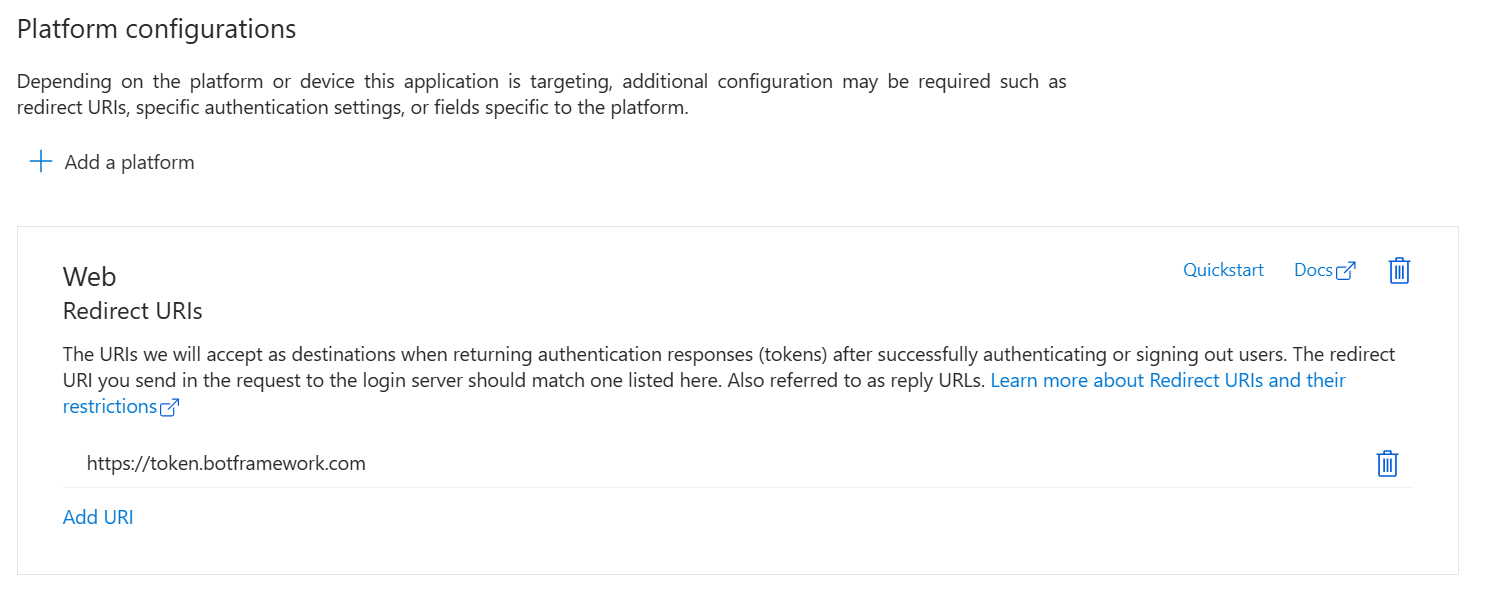 Platform configurations
Depending on the platform or device this application is targeting, additional configuration may be required such as
redirect URIs, specific authentication settings, or fields specific to the platform.
Add a platform
Web
Quickstart Docs
Redirect URIs
The URIs we will accept as destinations when returning authentication responses (tokens) after successfully authenticating or signing out users. The redirect
URI you send in the request to the login server should match one listed here. Also referred to as reply URLs. Learn more about Redirect URIs and their
restrictions
https://token.botframework.com
Add URI